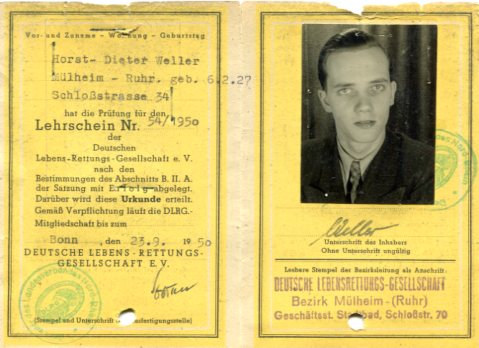 Vor- und Zuname - Wohnung - Geburtstag
Horst- Dieter Weller
Mülheim - Ruhr. geb. 6.2.27
Schloßstrasse 34
hat die Prüfung für den
Lehrschein Nr. 54/1950
der
Deutschen
Lebens-Rettungs-Gesellschaft e. V.
nach den
Bestimmungen des Abschnitts B. II. A.
der Satzung mit Erfolg abgelegt.
Darüber wird diese Urkunde erteilt.
Gemäß Verpflichtung läuft die DLRG.-
Mitgliedschaft bis zum
Bonn, den 23.9. 1950
DEUTSCHE LEBENS-RETTUNGS-
GESELLSCHAFT E.V.
(Stempel und Unterschrift
Weller
Unterschrift des Inhabers
Ohne Unterschrift ungültig
Lesbare Stempel der Bezirksleitung als Anschrift:
DEUTSCHE LEBENSRETTUNGS-GESELLSCHAFT
Bezirk Mülheim-(Ruhr)
Geschäftsst. Stadtbad, Schloßstr. 70